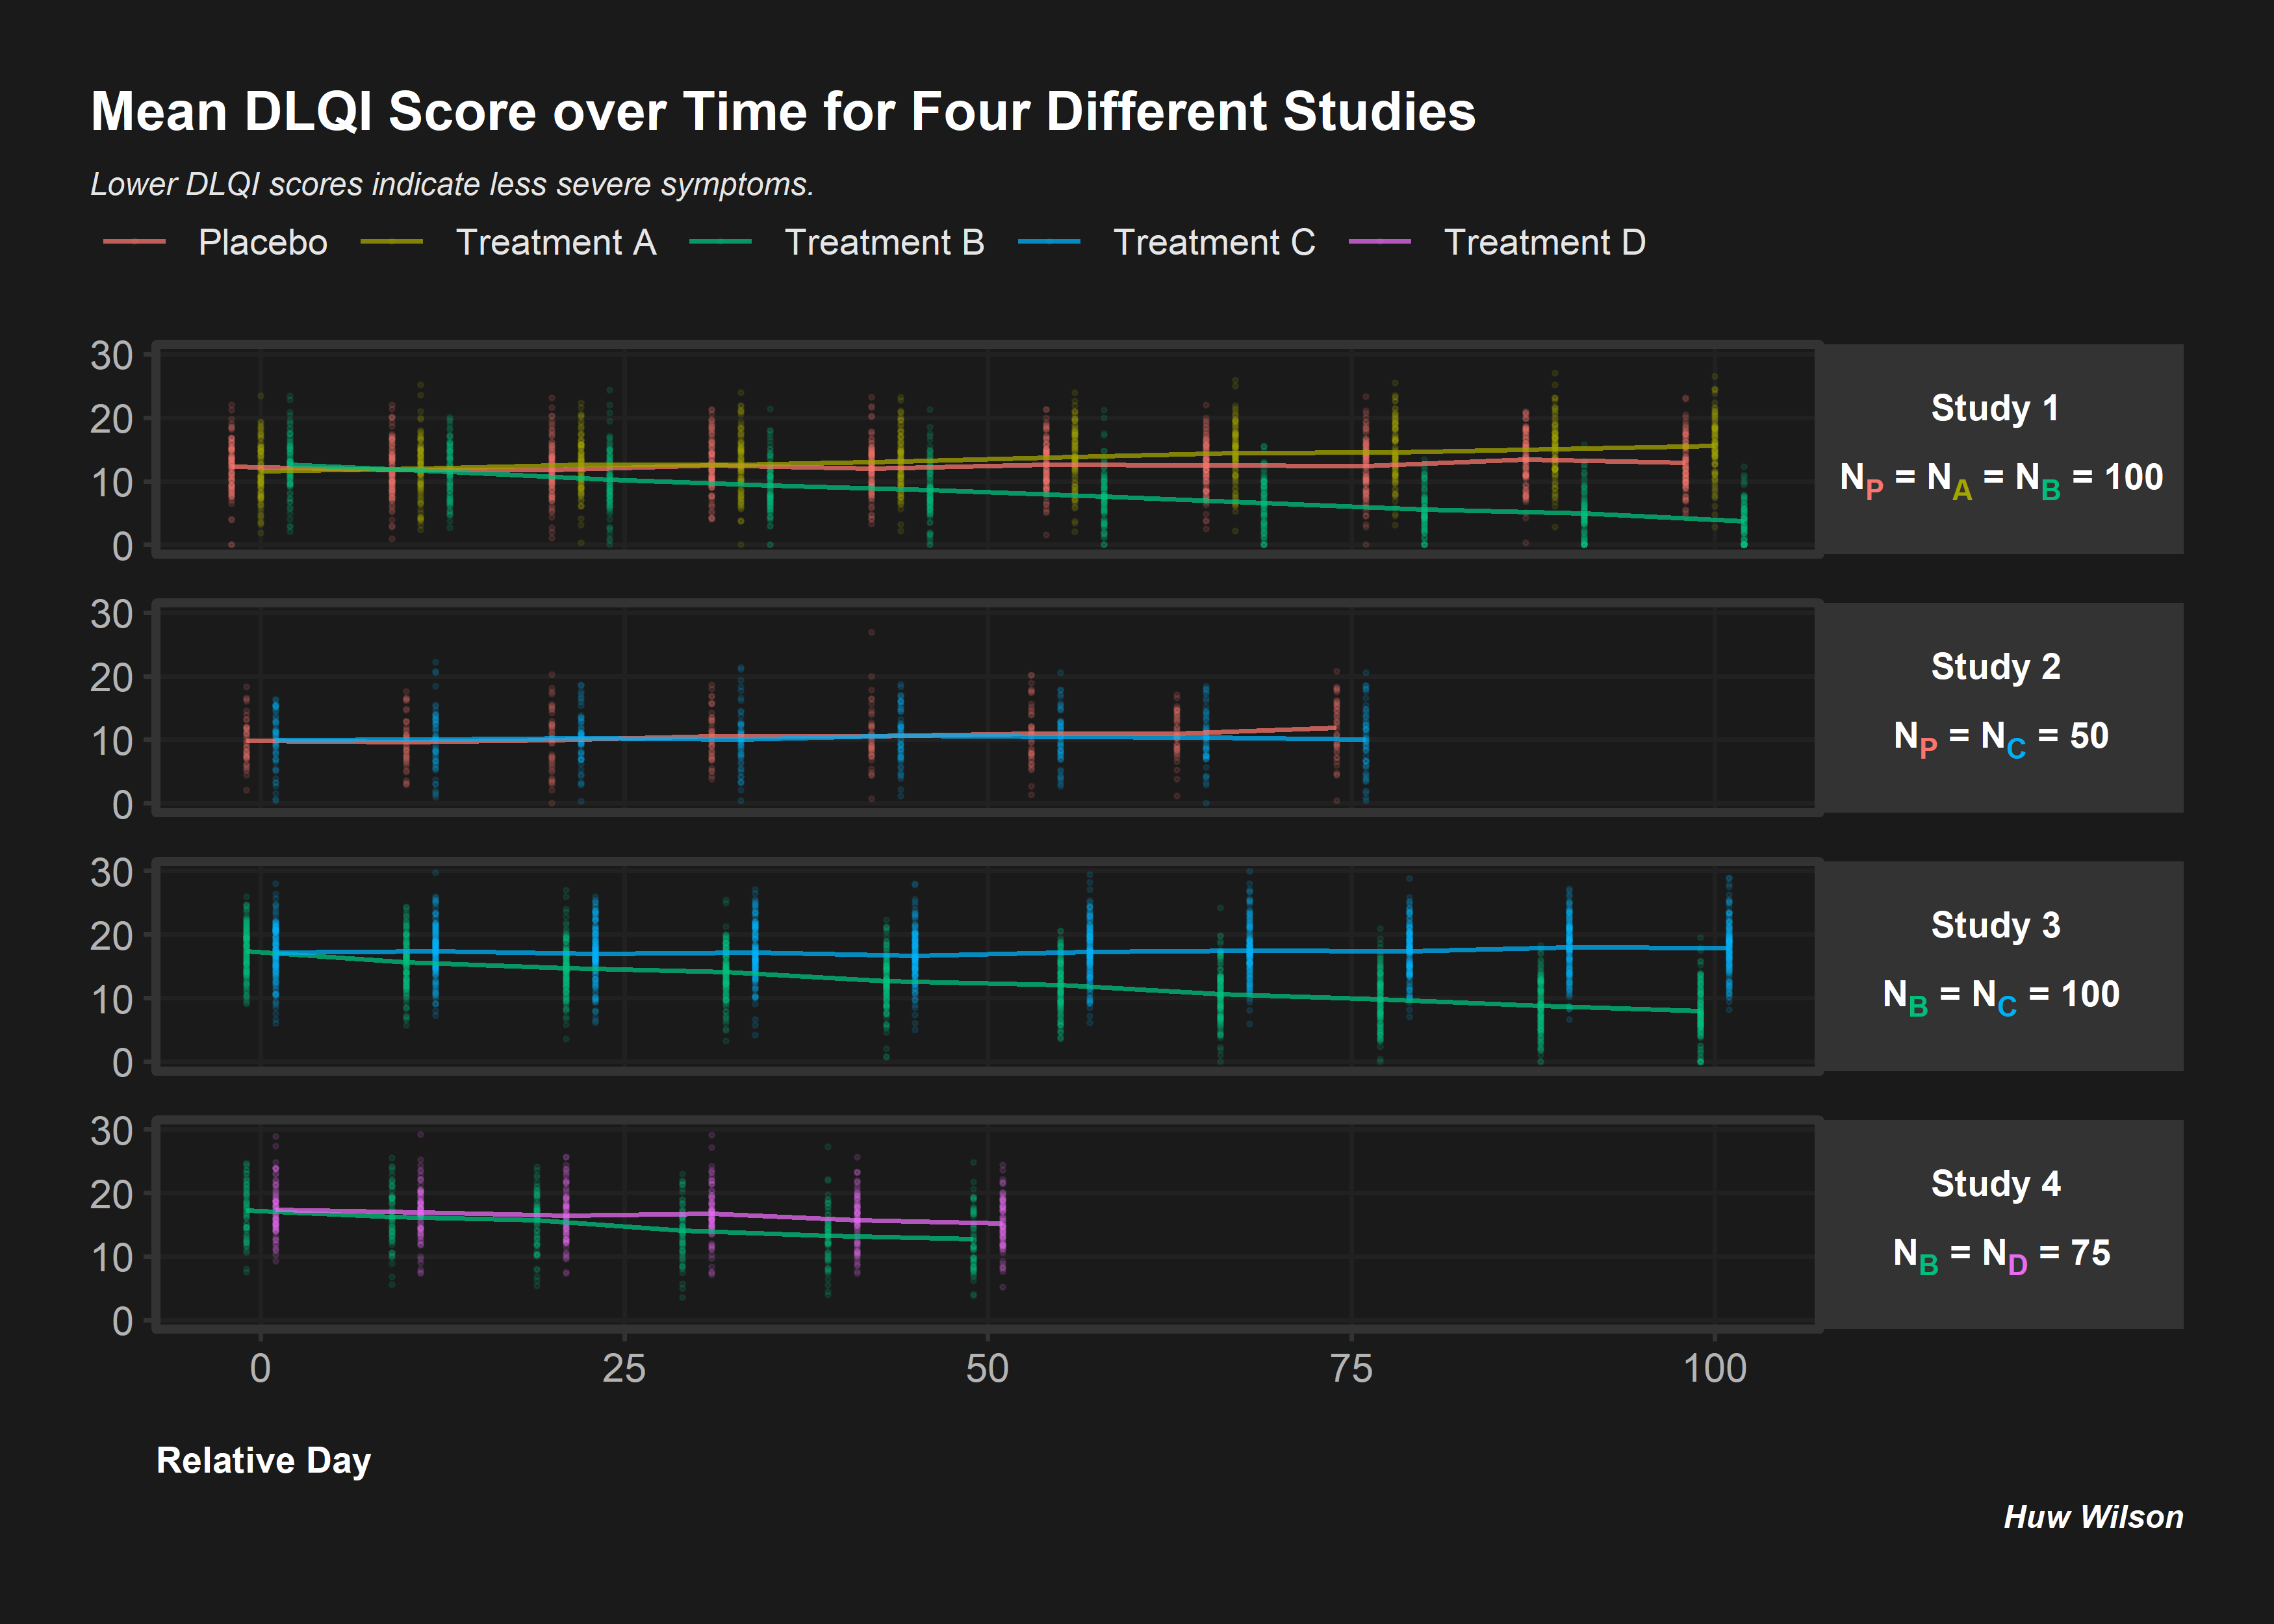 Mean DLQI Score over Time for Four Different Studies
Lower DLQI scores indicate less severe symptoms.
Placebo Treatment A Treatment B Treatment C Treatment D
30
20
10
0
Study 1
NP = NA = NB = 100
30
20
10
0
Study 2
NP = NC = 50
30
20
10
0
Study 3
NB = NC = 100
30
20
10
0
Study 4
NB = ND = 75
0 25 50 75 100
Relative Day
Huw Wilson